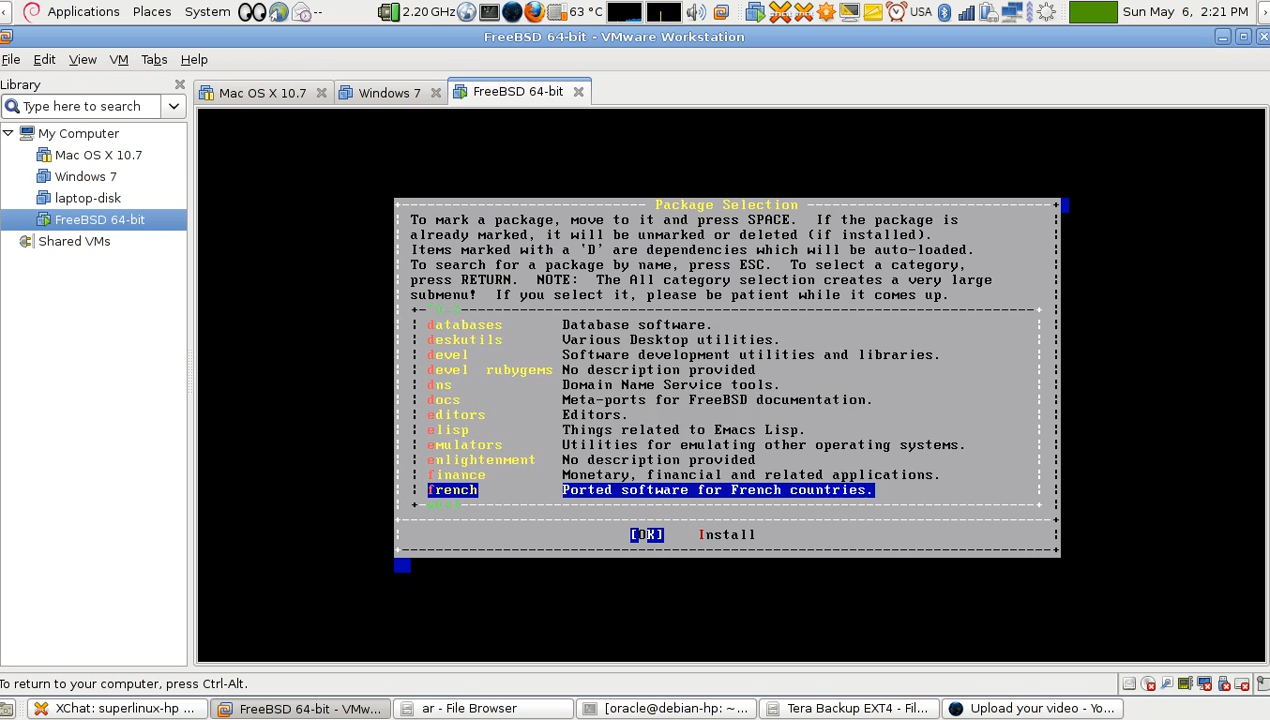 Applications Places System -- 2.20 GHz 63 °C USA Sun May 6, 2:21 PM
FreeBSD 64-bit - VMware Workstation
File Edit View VM Tabs Help
Library
Mac OS X 10.7 Windows 7 FreeBSD 64-bit
Type here to search
My Computer
Mac OS X 10.7
Windows 7
laptop-disk
FreeBSD 64-bit
Shared VMs
Package Selection
To mark a package, move to it and press SPACE. If the package is
already marked, it will be unmarked or deleted (if installed).
Items marked with a 'D' are dependencies which will be auto-loaded.
To search for a package by name, press ESC. To select a category,
press RETURN. NOTE: The All category selection creates a very large
submenu! If you select it, please be patient while it comes up.
databases Database software.
deskutils Various Desktop utilities.
devel Software development utilities and libraries.
devel rubygems No description provided
dns Domain Name Service tools.
docs Meta-ports for FreeBSD documentation.
editors Editors.
elisp Things related to Emacs Lisp.
emulators Utilities for emulating other operating systems.
enlightenment No description provided
finance Monetary, financial and related applications.
french Ported software for French countries.
[OK] Install
To return to your computer, press Ctrl-Alt.
XChat: superlinux-hp ... FreeBSD 64-bit - VMw... ar - File Browser [oracle@debian-hp: ~... Tera Backup EXT4 - Fil... Upload your video - Yo...